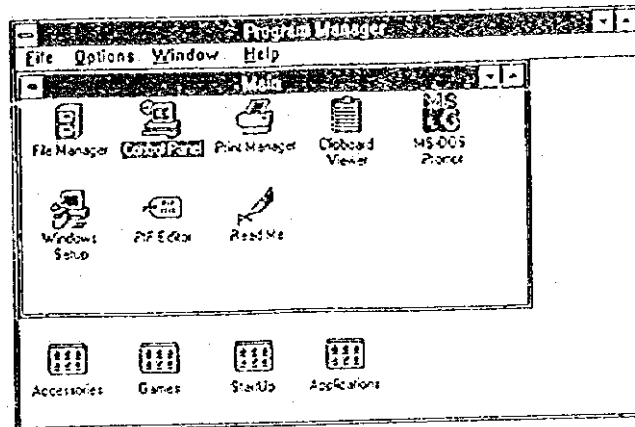 Program Manager
File Options Window Help
Main
File Manager Control Panel Print Manager Clipboard Viewer MS-DOS Prompt
Windows Setup PIF Editor Read Me
Accessories Games StartUp Applications